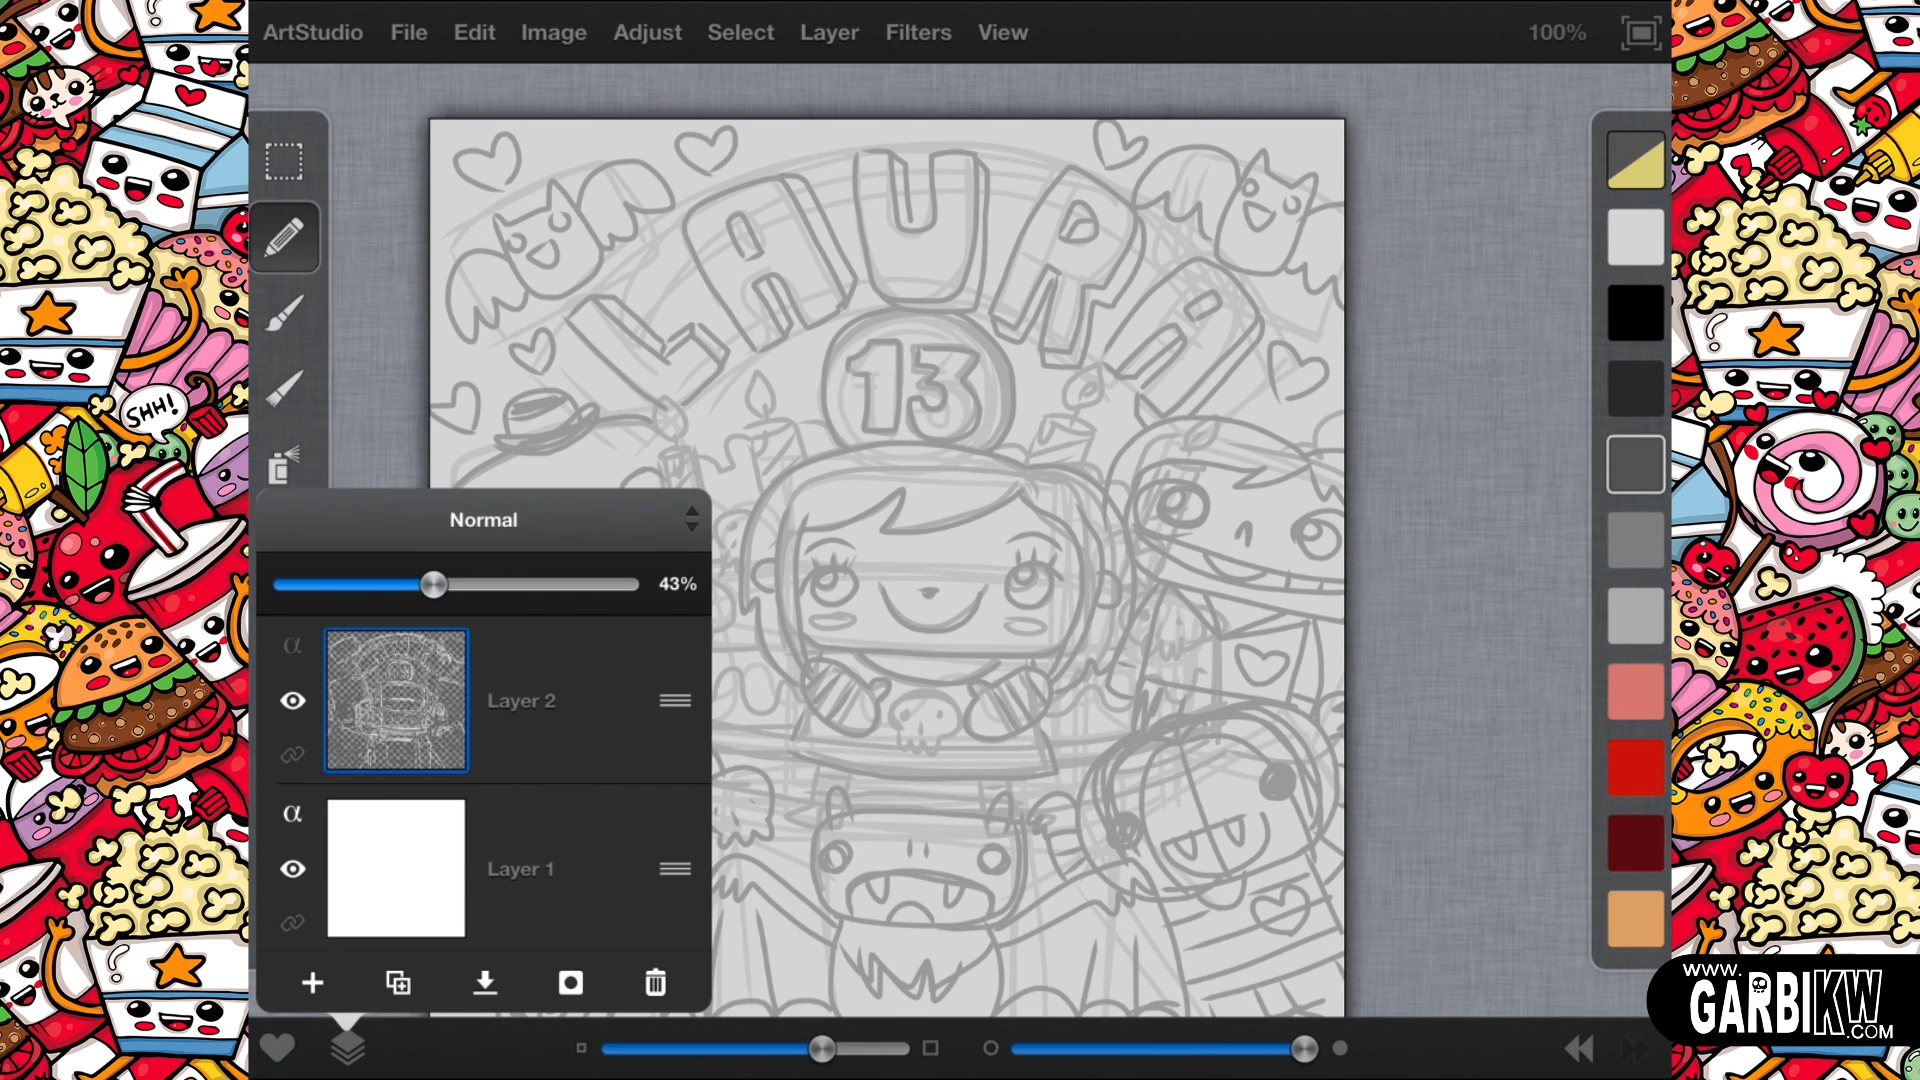 ArtStudio File Edit Image Adjust Select Layer Filters View 100%
LAURA
13
SHH!
Normal
43%
α
Layer 2
α
Layer 1
www.
GARBIKW
.COM